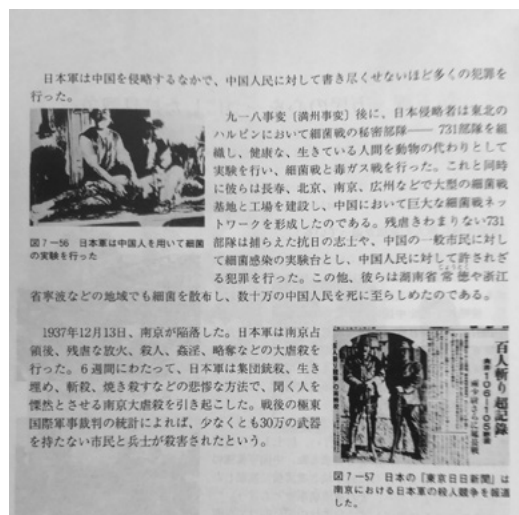 日本軍は中国を侵略するなかで、中国人民に対して書き尽くせないほど多くの犯罪を
行った。
九一八事変〔満州事変〕後に、日本侵略者は東北の
ハルピンにおいて細菌戦の秘密部隊―― 731部隊を組
織し、健康な、生きている人間を動物の代わりとして
実験を行い、細菌戦と毒ガス戦を行った。これと同時
に彼らは長春、北京、南京、広州などで大型の細菌戦
基地と工場を建設し、中国において巨大な細菌戦ネッ
トワークを形成したのである。残虐きわまりない731
部隊は捕らえた抗日の志士や、中国の一般市民に対し
て細菌感染の実験台とし、中国人民に対して許されざ
る犯罪を行った。この他、彼らは湖南省常徳や浙江
省寧波などの地域でも細菌を散布し、数十万の中国人民を死に至らしめたのである。
図7―56 日本軍は中国人を用いて細菌
の実験を行った
1937年12月13日、南京が陥落した。日本軍は南京占
領後、残虐な放火、殺人、姦淫、略奪などの大虐殺を
行った。6週間にわたって、日本軍は集団銃殺、生き
埋め、斬殺、焼き殺すなどの悲惨な方法で、聞く人を
慄然とさせる南京大虐殺を引き起こした。戦後の極東
国際軍事裁判の統計によれば、少なくとも30万の武器
を持たない市民と兵士が殺害されたという。
百人斬り“超記録”
図7―57 日本の『東京日日新聞』は
南京における日本軍の殺人競争を報道
した。